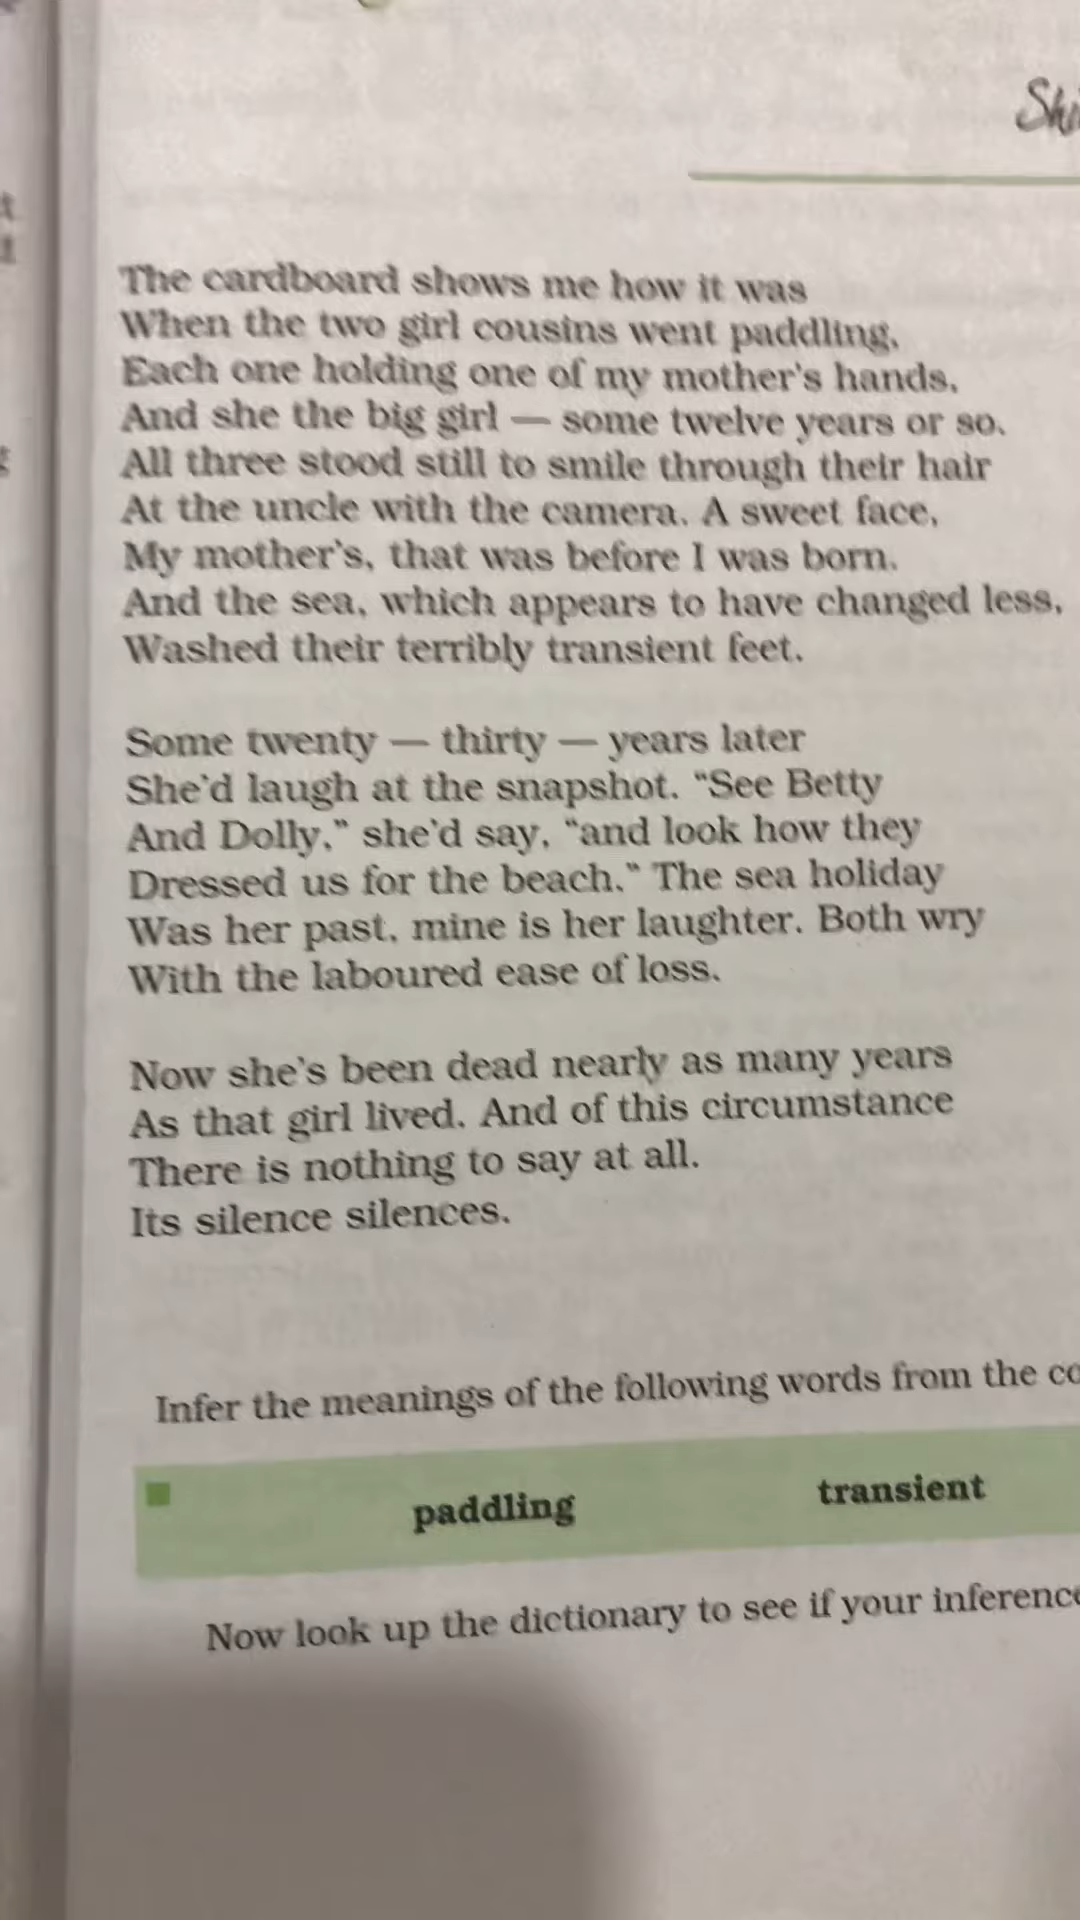 The cardboard shows me how it was
When the two girl cousins went paddling,
Each one holding one of my mother's hands,
And she the big girl — some twelve years or so.
All three stood still to smile through their hair
At the uncle with the camera. A sweet face,
My mother's, that was before I was born.
And the sea, which appears to have changed less,
Washed their terribly transient feet.
Some twenty — thirty — years later
She'd laugh at the snapshot. “See Betty
And Dolly,” she'd say, “and look how they
Dressed us for the beach.” The sea holiday
Was her past, mine is her laughter. Both wry
With the laboured ease of loss.
Now she's been dead nearly as many years
As that girl lived. And of this circumstance
There is nothing to say at all.
Its silence silences.
Infer the meanings of the following words from the
paddling transient
Now look up the dictionary to see if your